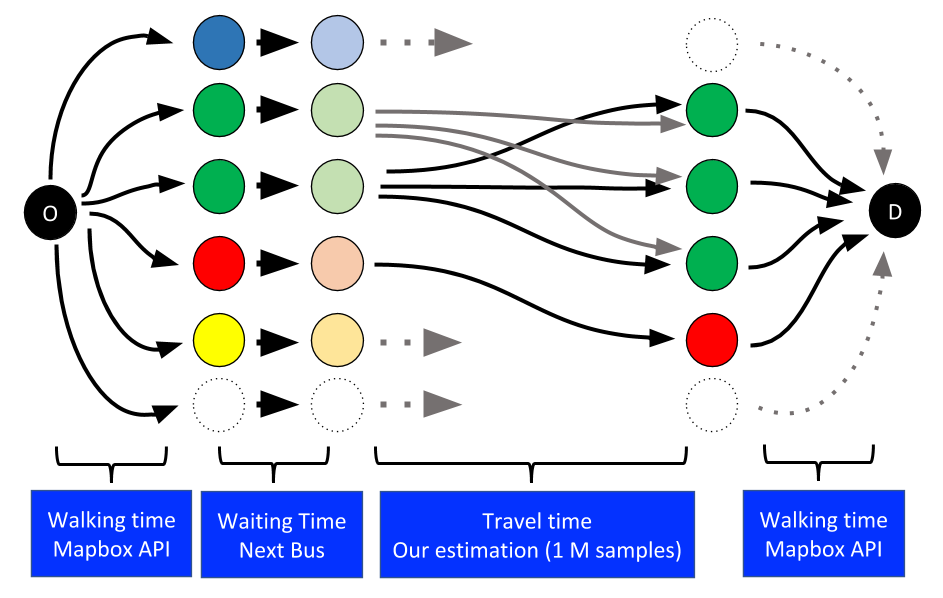 O
D
Walking time
Mapbox API
Waiting Time
Next Bus
Travel time
Our estimation (1 M samples)
Walking time
Mapbox API